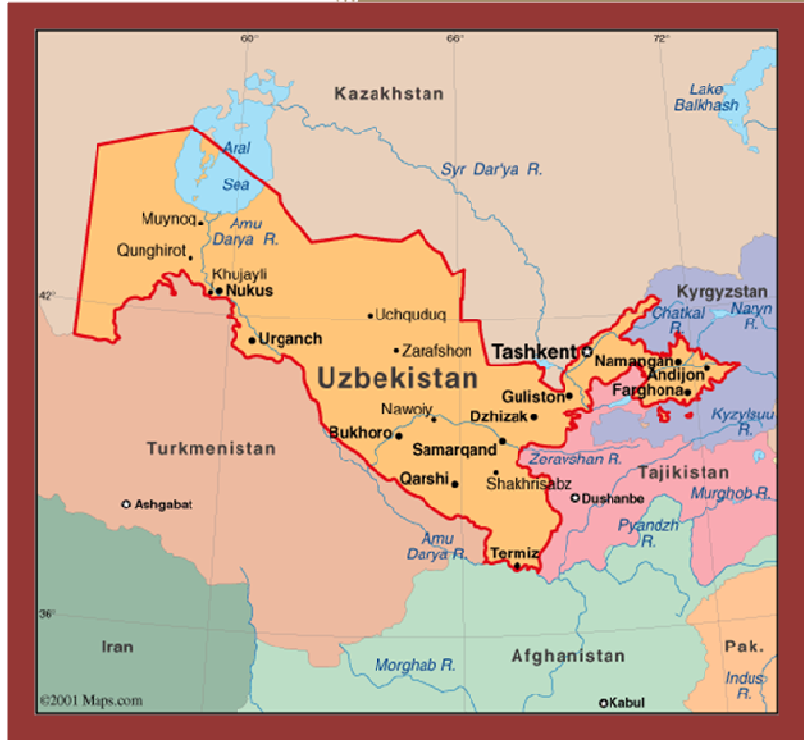 60°
66°
72°
Kazakhstan
Lake
Balkhash
Aral
Sea
Syr Dar'ya R.
Muynoq
Amu
Darya R.
Qunghirot
Khujayli
Nukus
42°
Kyrgyzstan
Chatkal
R.
Naryn
R.
Uchquduq
Urganch
Zarafshon
Tashkent
Namangan
Andijon
Farghona
Uzbekistan
Guliston
Nawoiy
Dzhizak
Kyzylsuu
R.
Bukhoro
Samarqand
Turkmenistan
Zeravshan R.
Tajikistan
Qarshi
Shakhrisabz
Murghob R.
Ashgabat
Dushanbe
Pyandzh
R.
Amu
Darya R.
Termiz
36°
Iran
Afghanistan
Pak.
Morghab R.
Indus
R.
©2001 Maps.com
Kabul